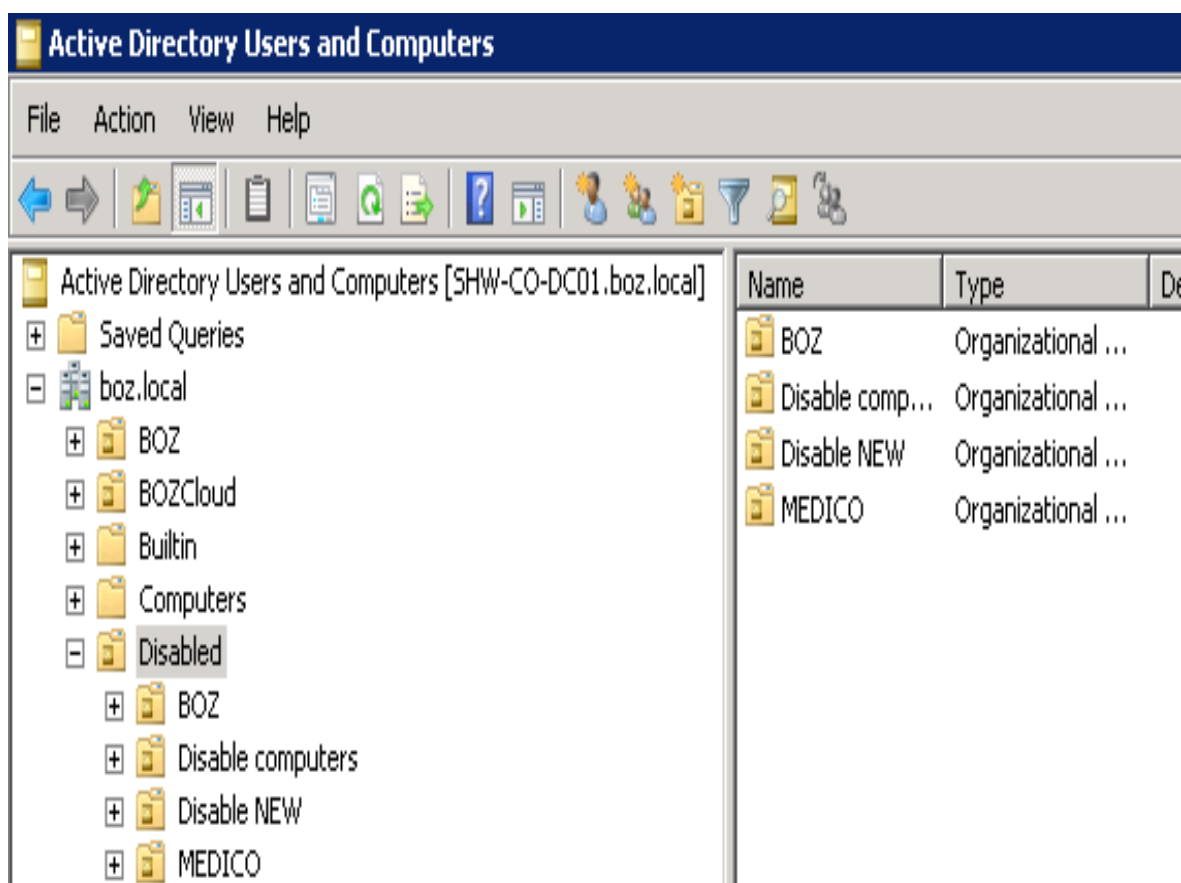 Active Directory Users and Computers
File Action View Help
Active Directory Users and Computers [SHW-CO-DC01.boz.local]
Saved Queries
boz.local
BOZ
BOZCloud
Builtin
Computers
Disabled
BOZ
Disable computers
Disable NEW
MEDICO
Name Type De
BOZ Organizational ...
Disable comp... Organizational ...
Disable NEW Organizational ...
MEDICO Organizational ...